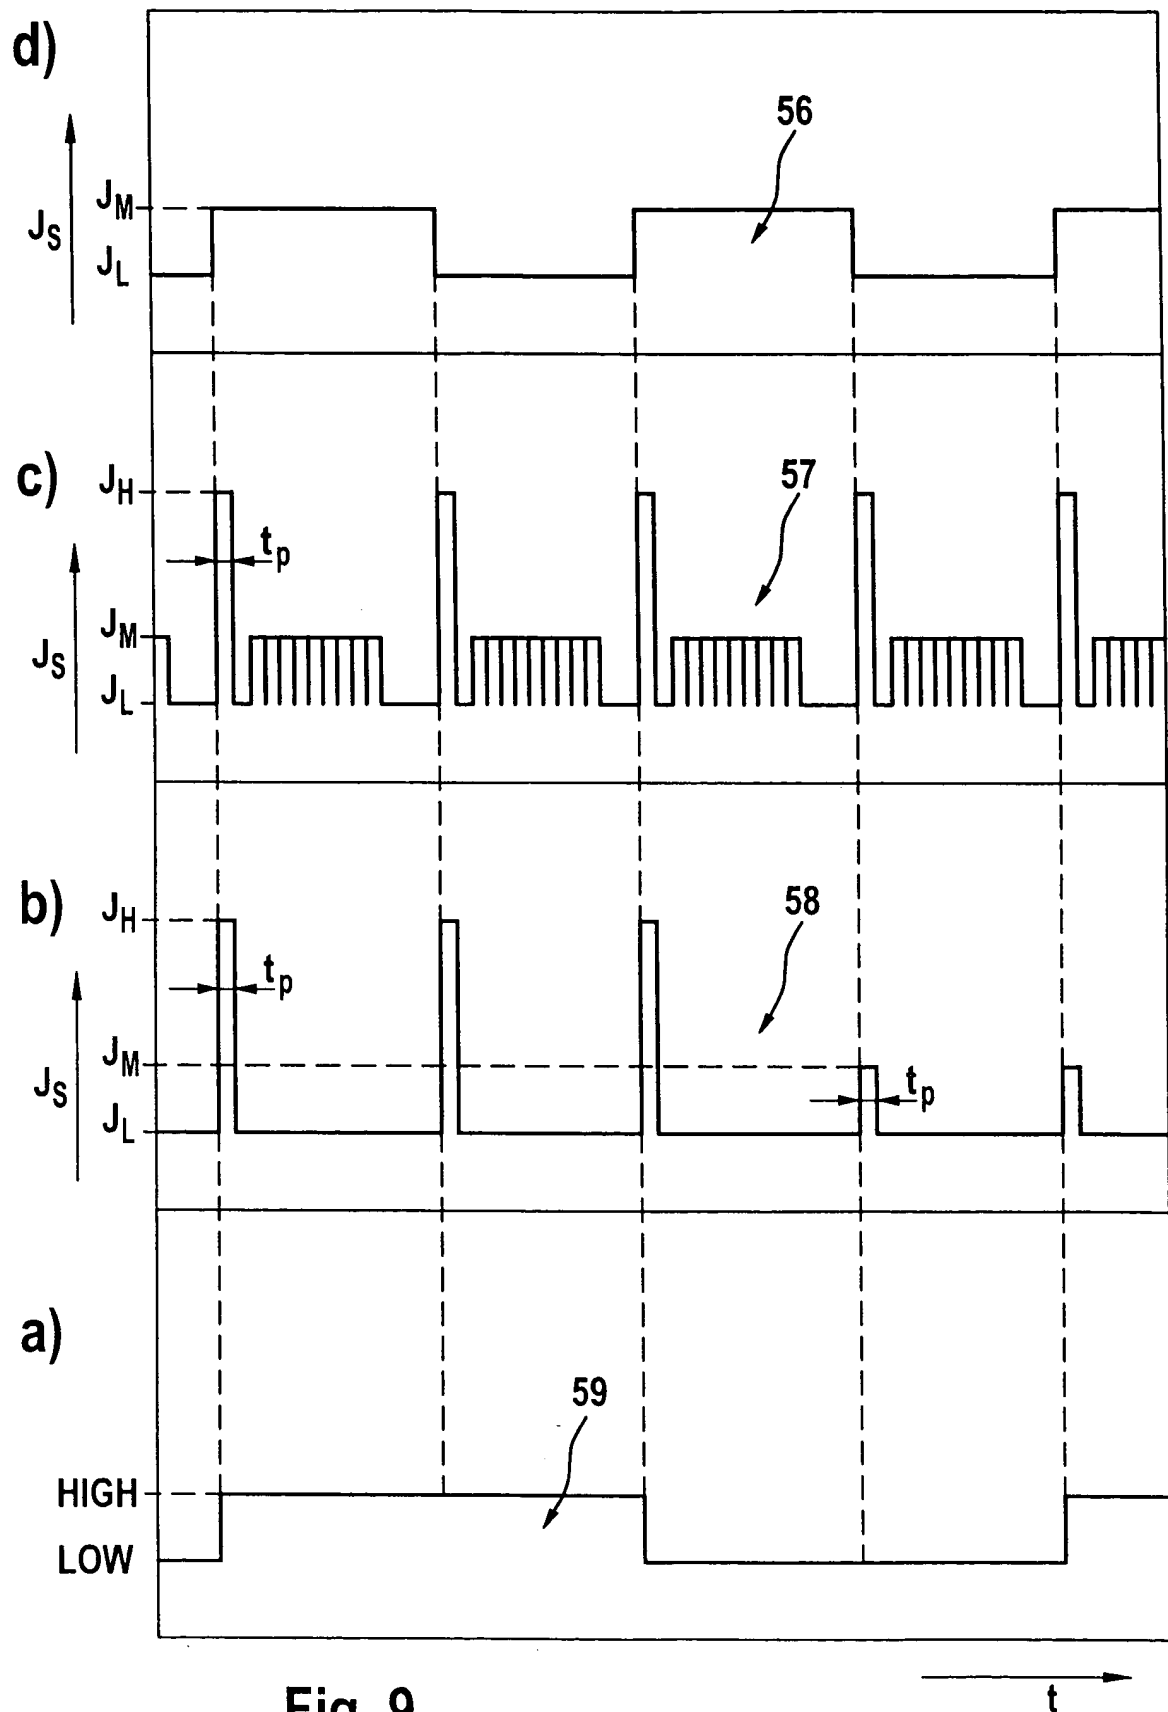 d)
56
J_M
J_S
J_L
c)
J_H
57
t_p
J_M
J_S
J_L
b)
J_H
58
t_p
J_M
J_S
t_p
J_L
a)
59
HIGH
LOW
t
Fig. 9